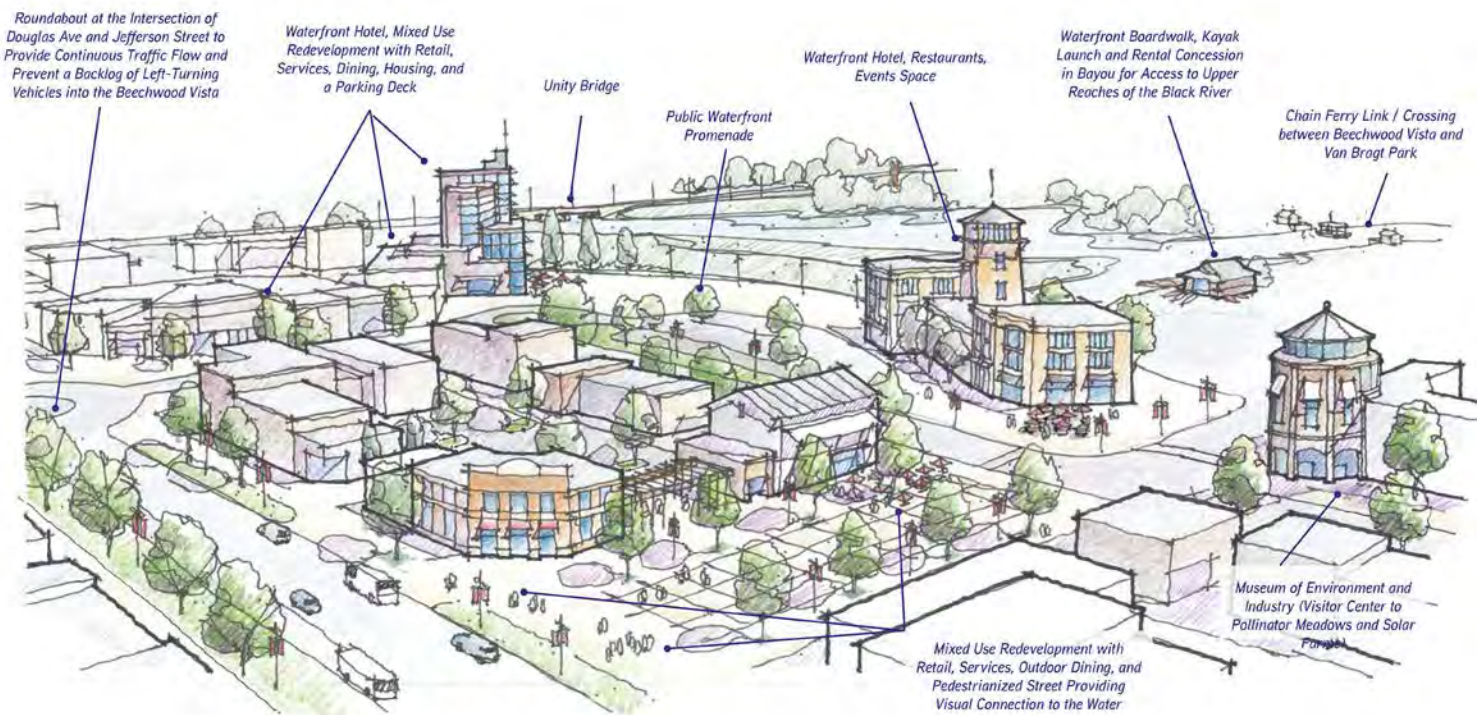 Roundabout at the Intersection of
Douglas Ave and Jefferson Street to
Provide Continuous Traffic Flow and
Prevent a Backlog of Left-Turning
Vehicles into the Beechwood Vista
Waterfront Hotel, Mixed Use
Redevelopment with Retail,
Services, Dining, Housing, and
a Parking Deck
Unity Bridge
Public Waterfront
Promenade
Waterfront Hotel, Restaurants,
Events Space
Waterfront Boardwalk, Kayak
Launch and Rental Concession
in Bayou for Access to Upper
Reaches of the Black River
Chain Ferry Link / Crossing
between Beechwood Vista and
Van Bragt Park
Museum of Environment and
Industry (Visitor Center to
Pollinator Meadows and Solar
Mixed Use Redevelopment with
Retail, Services, Outdoor Dining, and
Pedestrianized Street Providing
Visual Connection to the Water